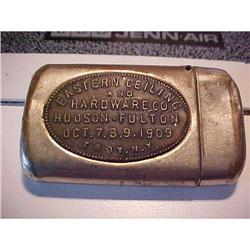 JENN-AIR
EASTERN CEILING
AND
HARDWARE CO.
HUDSON-FULTON
OCT. 7, 8, 9, 1909
TROY, N.Y.